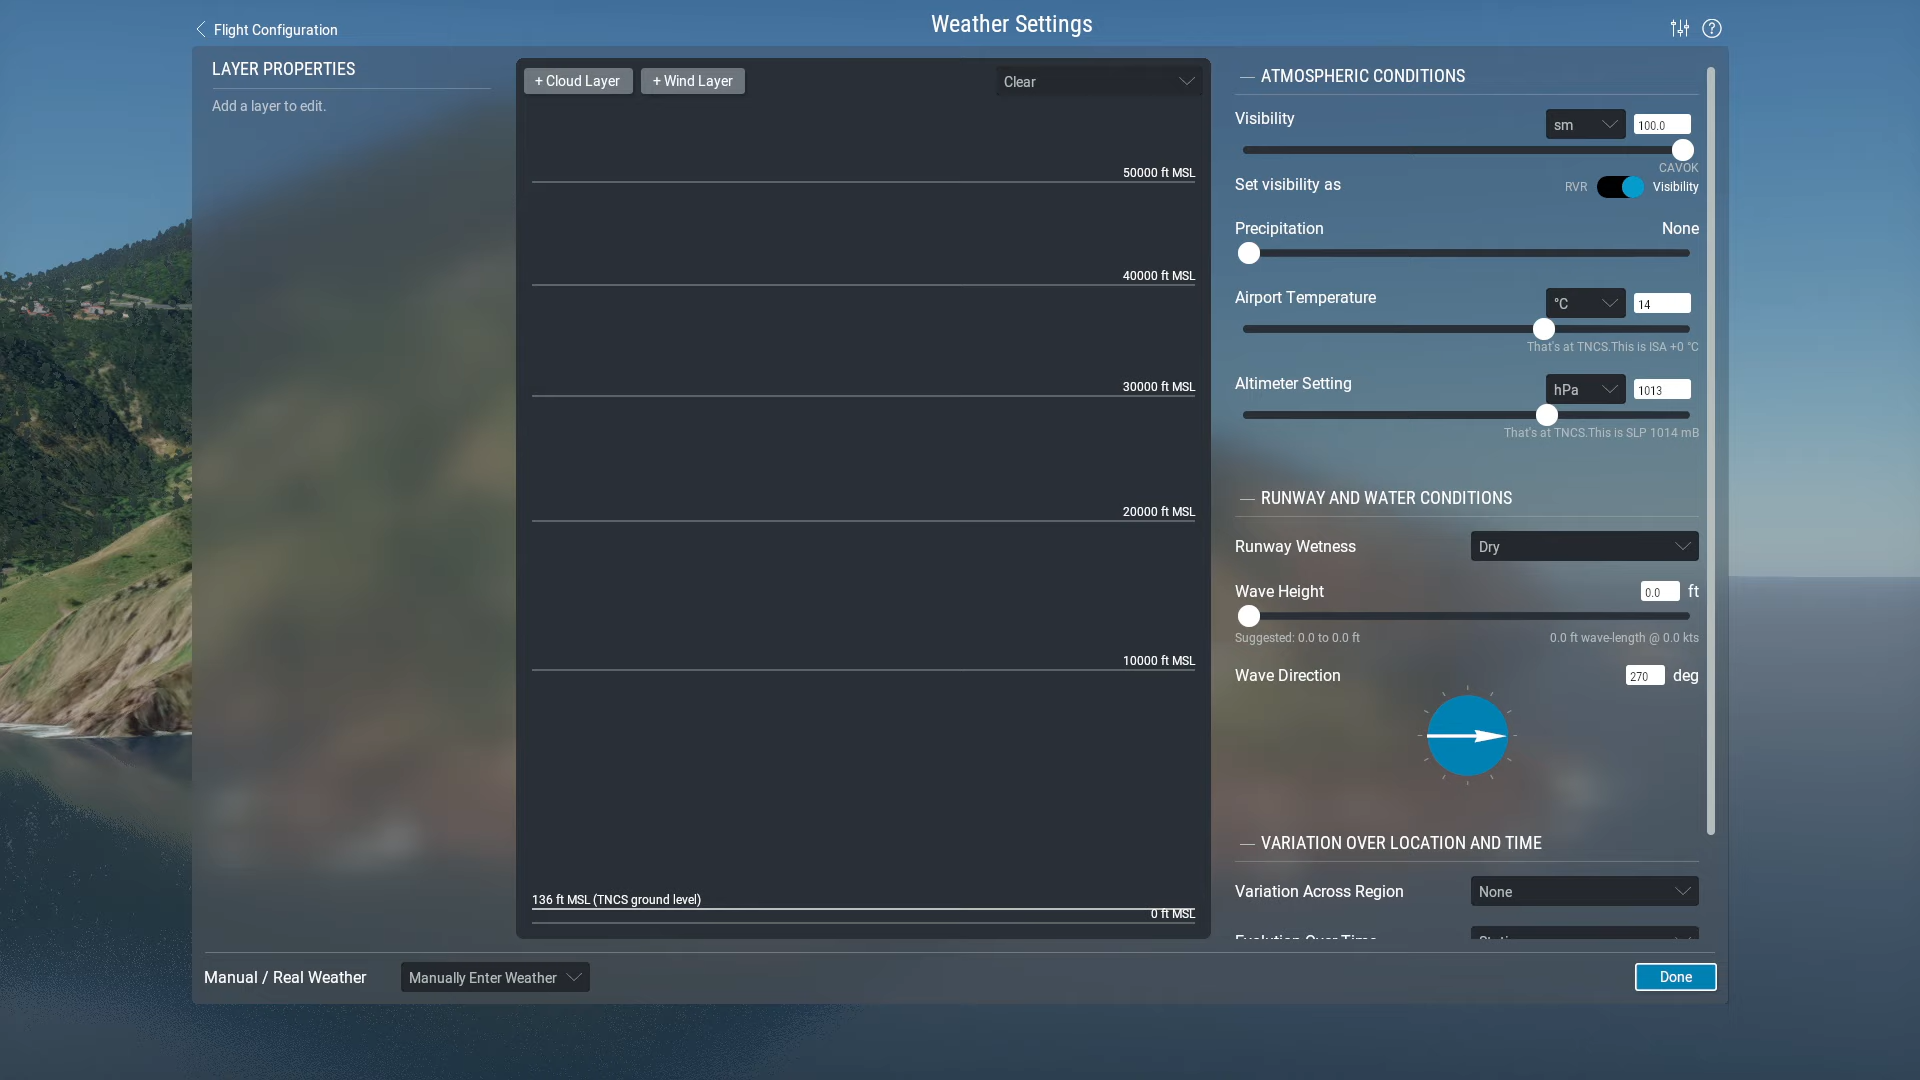 Flight Configuration
Weather Settings
LAYER PROPERTIES
Add a layer to edit.
+ Cloud Layer
+ Wind Layer
Clear
50000 ft MSL
40000 ft MSL
30000 ft MSL
20000 ft MSL
10000 ft MSL
136 ft MSL (TNCS ground level)
0 ft MSL
ATMOSPHERIC CONDITIONS
Visibility
sm
100.0
CAVOK
Set visibility as
RVR
Visibility
Precipitation
None
Airport Temperature
°C
14
That's at TNCS.This is ISA +0 °C
Altimeter Setting
hPa
1013
That's at TNCS.This is SLP 1014 mB
RUNWAY AND WATER CONDITIONS
Runway Wetness
Dry
Wave Height
0.0 ft
Suggested: 0.0 to 0.0 ft
0.0 ft wave-length @ 0.0 kts
Wave Direction
270 deg
VARIATION OVER LOCATION AND TIME
Variation Across Region
None
Evolution Over Time
Manual / Real Weather
Manually Enter Weather
Done